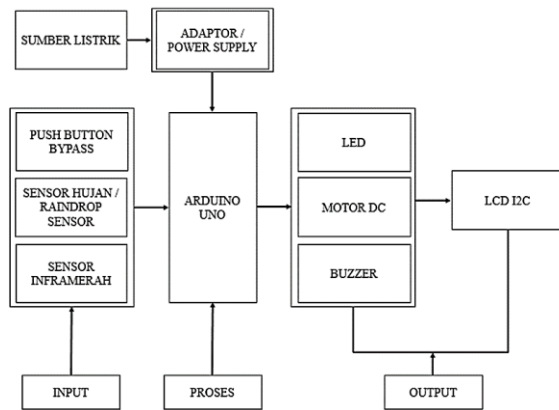 SUMBER LISTRIK
ADAPTOR /
POWER SUPPLY
PUSH BUTTON
BYPASS
SENSOR HUJAN /
RAINDROP
SENSOR
SENSOR
INFRAMERAH
ARDUINO
UNO
LED
MOTOR DC
BUZZER
LCD I2C
INPUT
PROSES
OUTPUT